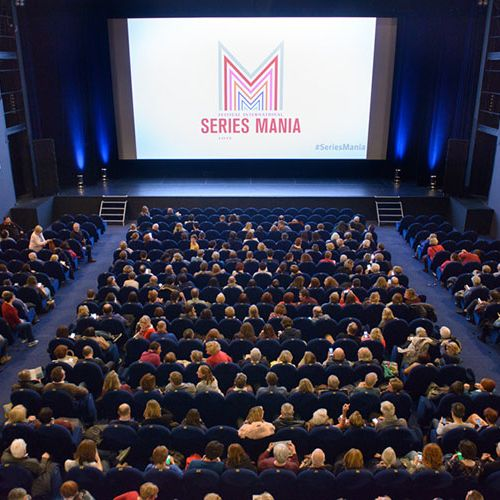 FESTIVAL INTERNATIONAL
SERIES MANIA
#SeriesMania